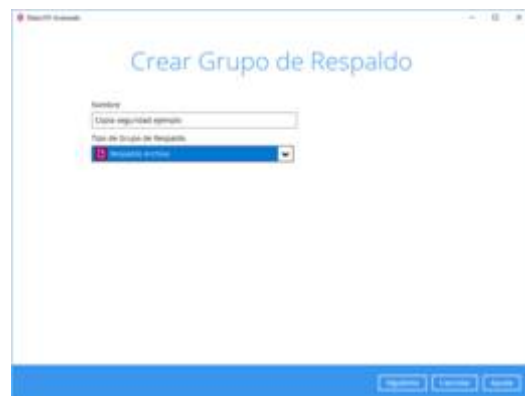 Crear Grupo de Respaldo
Nombre
Copia seguridad ejemplo
Tipo de Grupo de Respaldo
Respaldo Archivo
Siguiente Cancelar Ayuda